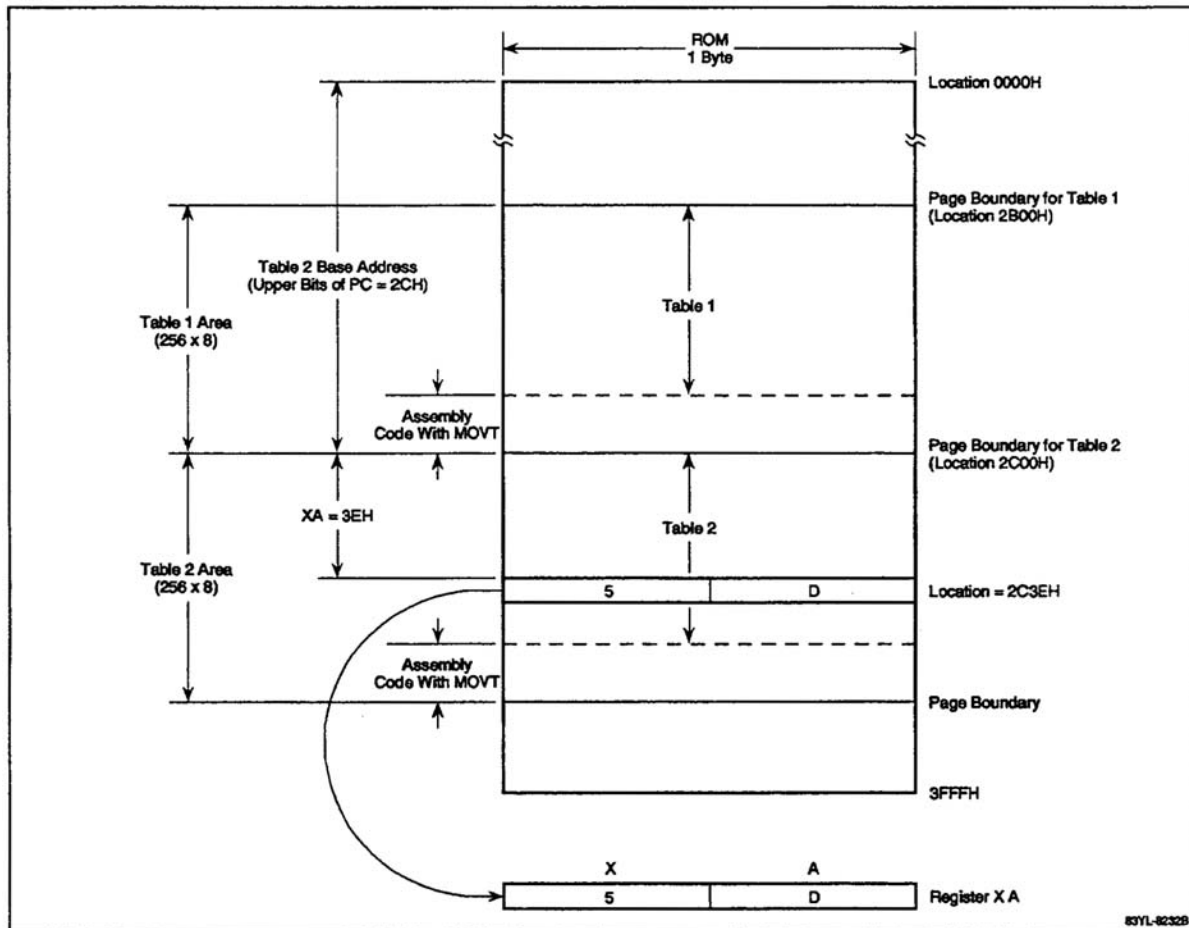 ROM
1 Byte
Location 0000H
Page Boundary for Table 1
(Location 2B00H)
Table 2 Base Address
(Upper Bits of PC = 2CH)
Table 1
Table 1 Area
(256 x 8)
Assembly
Code With MOVT
Page Boundary for Table 2
(Location 2C00H)
XA = 3EH
Table 2
Table 2 Area
(256 x 8)
5 D
Location = 2C3EH
Assembly
Code With MOVT
Page Boundary
3FFFH
X A
5 D
Register X A
83YL-8232B